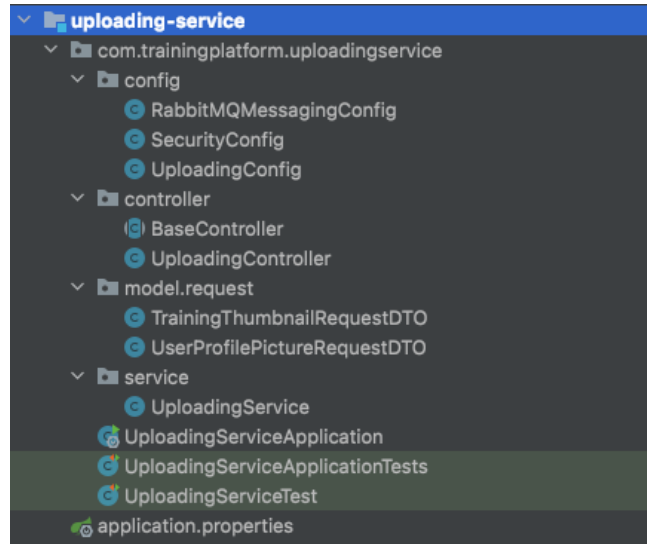 uploading-service
com.trainingplatform.uploadingservice
config
RabbitMQMessagingConfig
SecurityConfig
UploadingConfig
controller
BaseController
UploadingController
model.request
TrainingThumbnailRequestDTO
UserProfilePictureRequestDTO
service
UploadingService
UploadingServiceApplication
UploadingServiceApplicationTests
UploadingServiceTest
application.properties